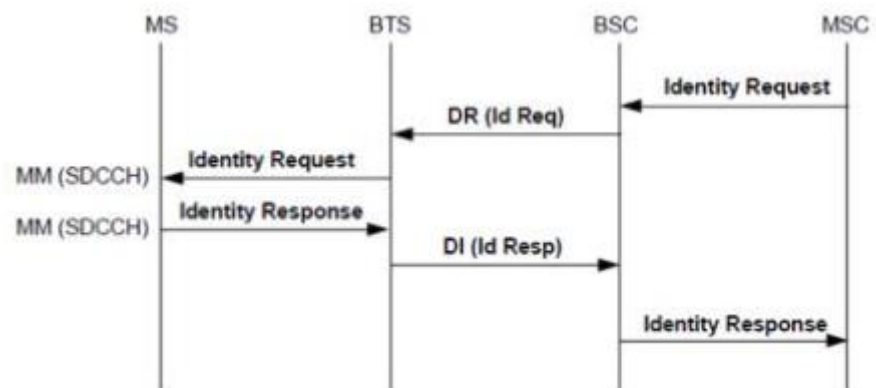 MS BTS BSC MSC
Identity Request
DR (Id Req)
Identity Request
MM (SDCCH)
Identity Response
MM (SDCCH)
DI (Id Resp)
Identity Response